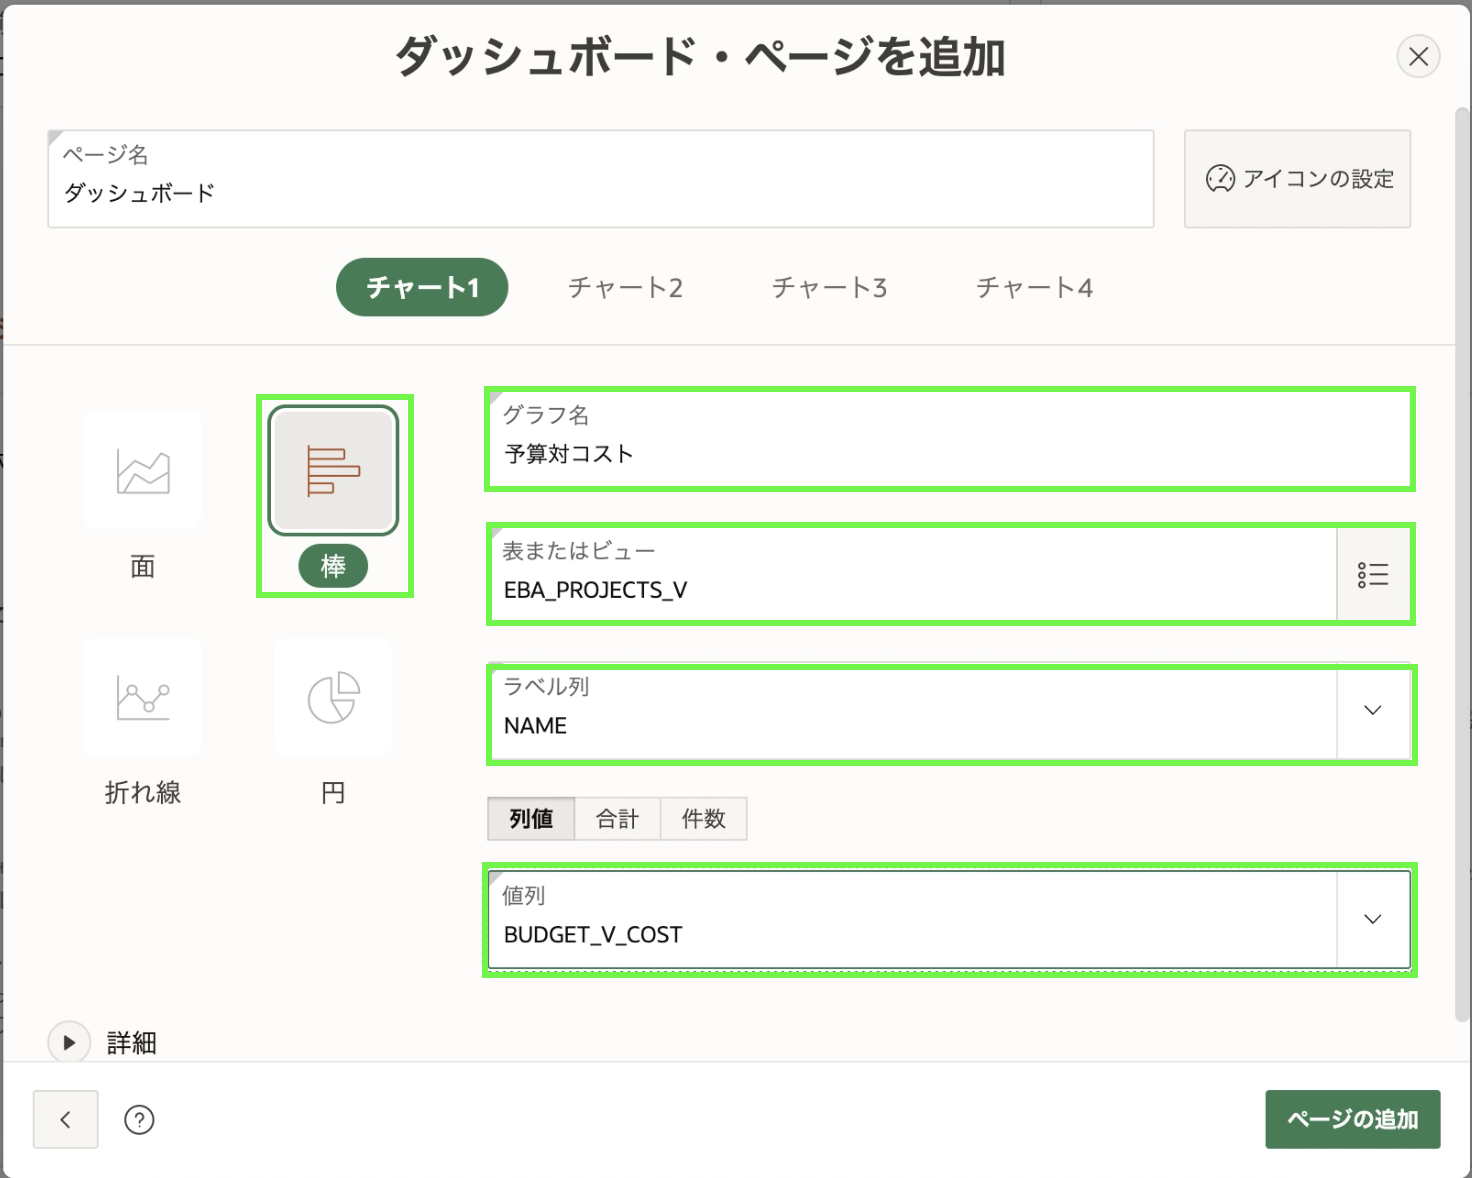 ダッシュボード・ページを追加
ページ名
ダッシュボード
アイコンの設定
チャート1 チャート2 チャート3 チャート4
面
棒
折れ線
円
グラフ名
予算対コスト
表またはビュー
EBA_PROJECTS_V
ラベル列
NAME
列値 合計 件数
値列
BUDGET_V_COST
詳細
ページの追加